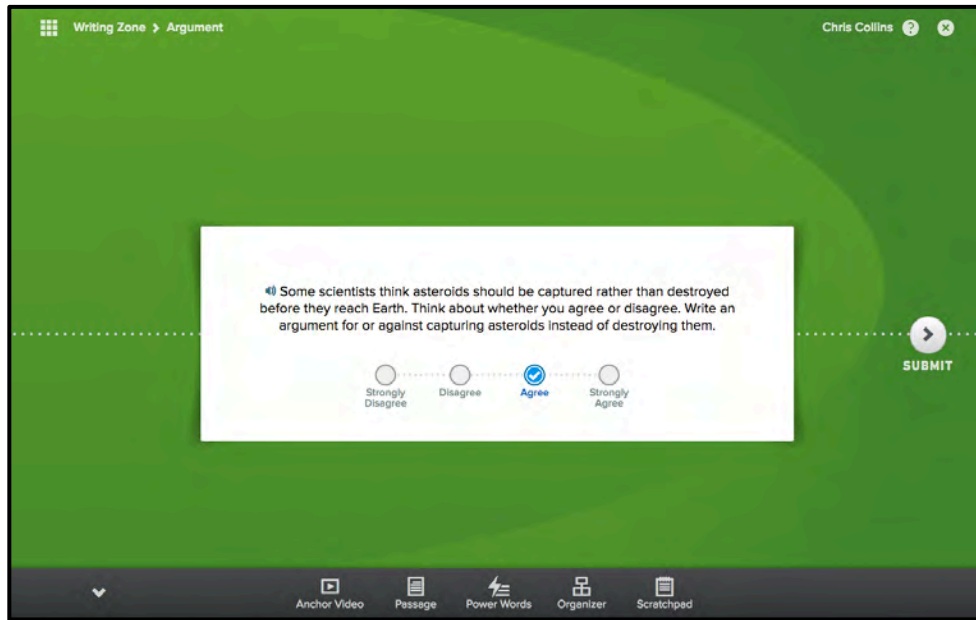 Writing Zone > Argument
Chris Collins ? x
Some scientists think asteroids should be captured rather than destroyed
before they reach Earth. Think about whether you agree or disagree. Write an
argument for or against capturing asteroids instead of destroying them.
SUBMIT
Strongly Disagree
Disagree
Agree
Strongly Agree
Anchor Video
Passage
Power Words
Organizer
Scratchpad